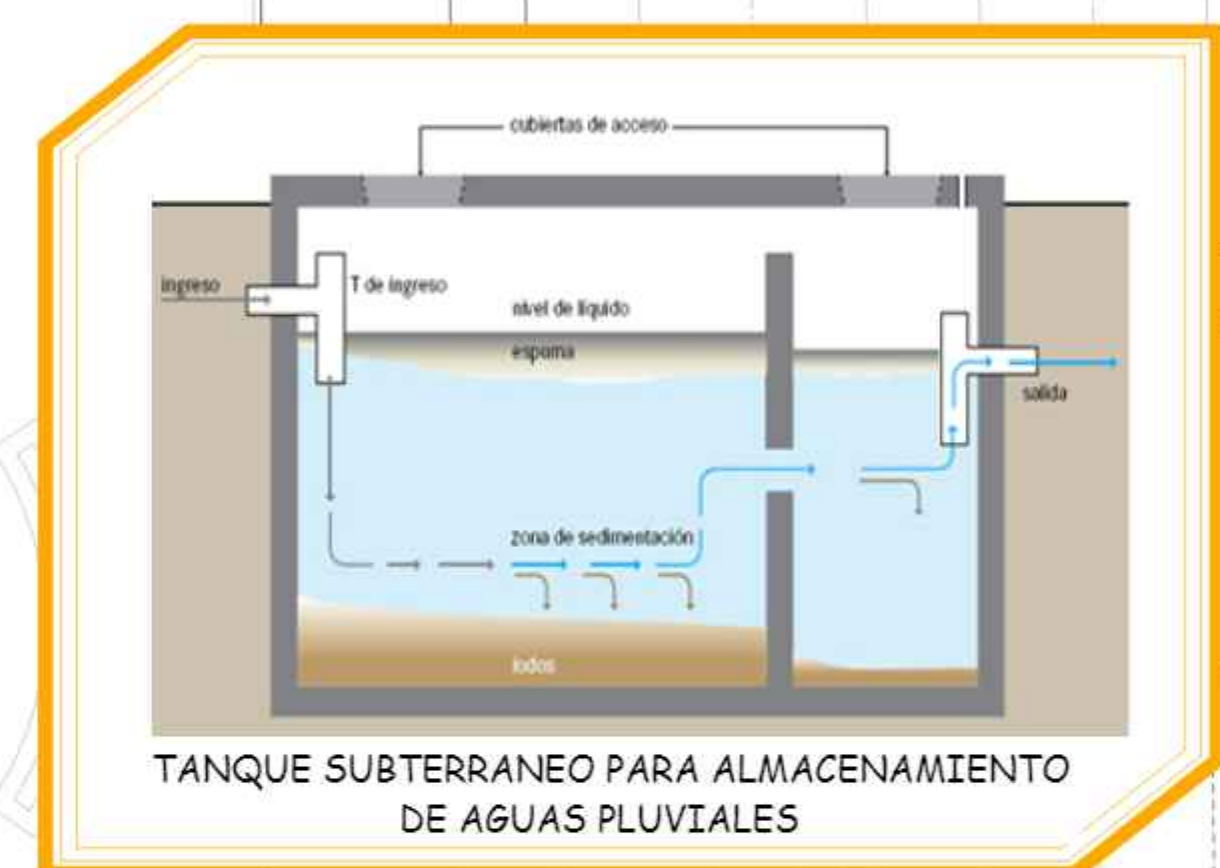 cubiertas de acceso
ingreso
T de ingreso
nivel de líquido
espuma
salida
zona de sedimentación
lodos
TANQUE SUBTERRANEO PARA ALMACENAMIENTO
DE AGUAS PLUVIALES